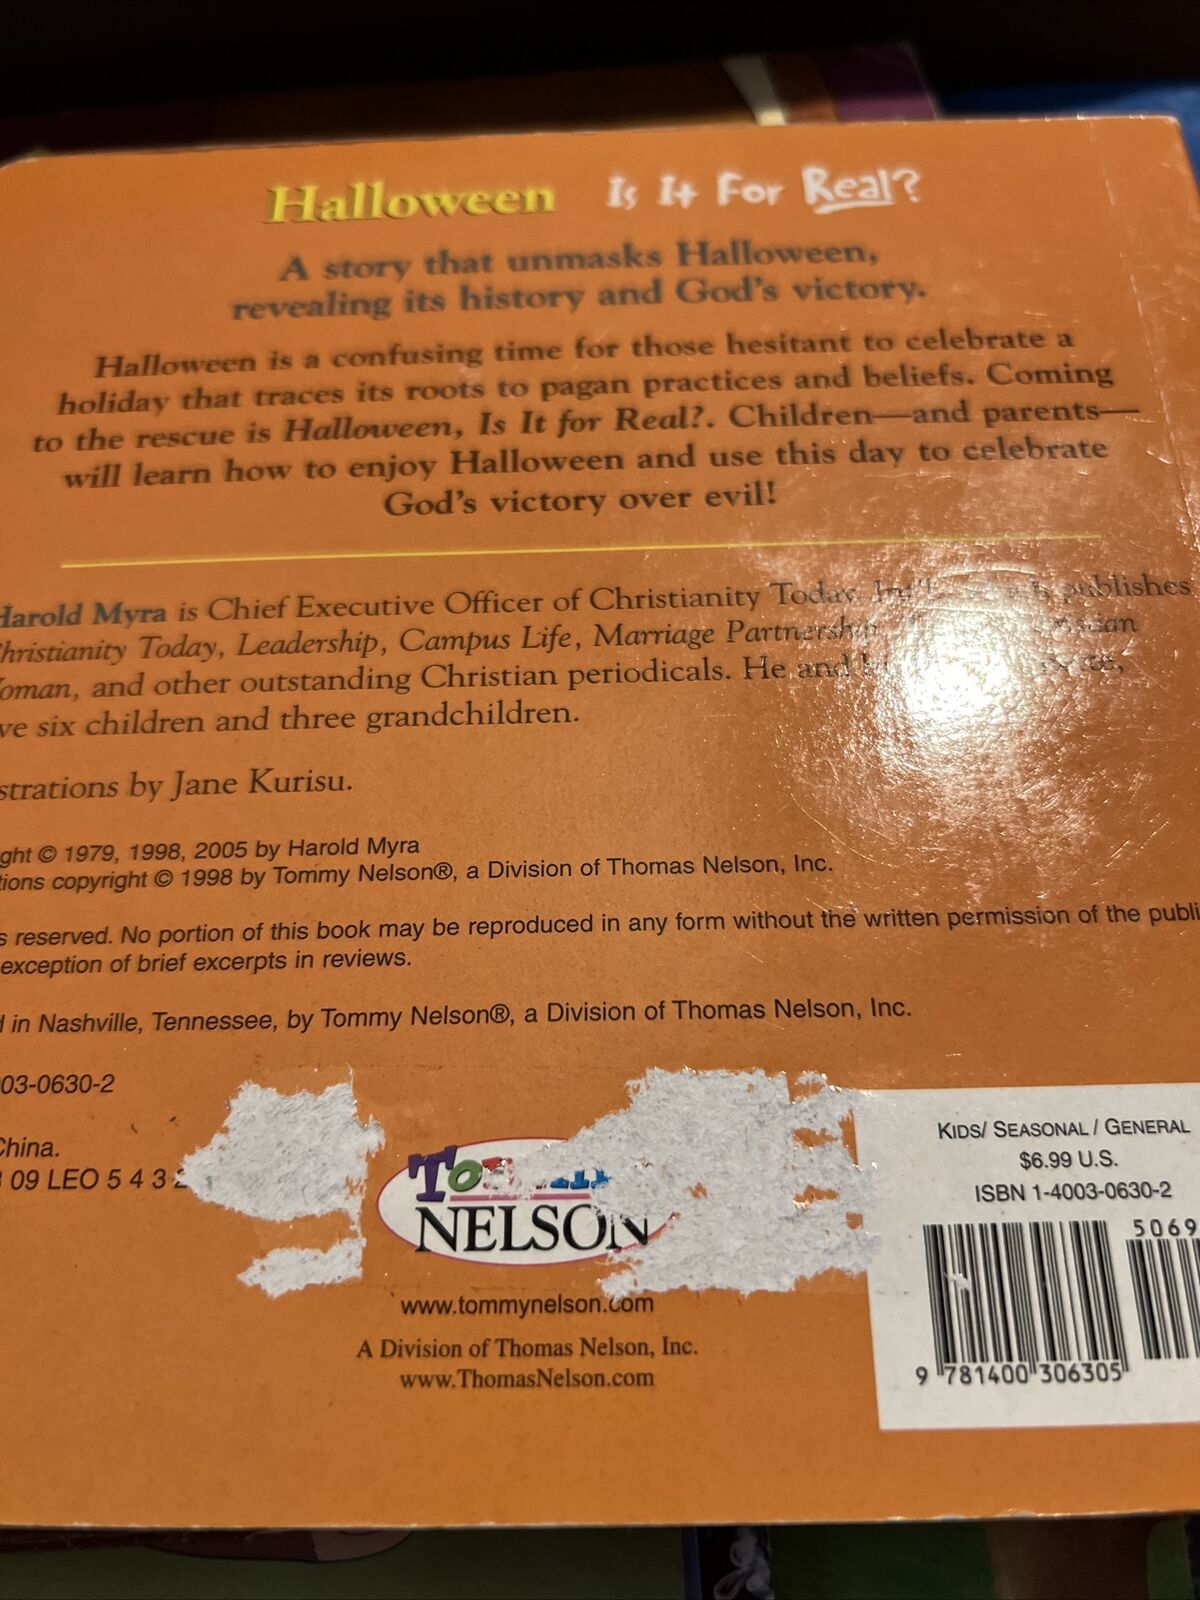 Halloween Is It For Real?
A story that unmasks Halloween,
revealing its history and God's victory.
Halloween is a confusing time for those hesitant to celebrate a
holiday that traces its roots to pagan practices and beliefs. Coming
to the rescue is Halloween, Is It for Real?. Children—and parents—
will learn how to enjoy Halloween and use this day to celebrate
God's victory over evil!
Harold Myra is Chief Executive Officer of Christianity Today publishes
Christianity Today, Leadership, Campus Life, Marriage Partnership,
oman, and other outstanding Christian periodicals. He and
ve six children and three grandchildren.
strations by Jane Kurisu.
ght © 1979, 1998, 2005 by Harold Myra
tions copyright © 1998 by Tommy Nelson®, a Division of Thomas Nelson, Inc.
s reserved. No portion of this book may be reproduced in any form without the written permission of the publi
exception of brief excerpts in reviews.
d in Nashville, Tennessee, by Tommy Nelson®, a Division of Thomas Nelson, Inc.
03-0630-2
China.
09 LEO 5 4 3 2
NELSON
www.tommynelson.com
A Division of Thomas Nelson, Inc.
www.ThomasNelson.com
KIDS/ SEASONAL / GENERAL
$6.99 U.S.
ISBN 1-4003-0630-2
5069
9 781400 306305